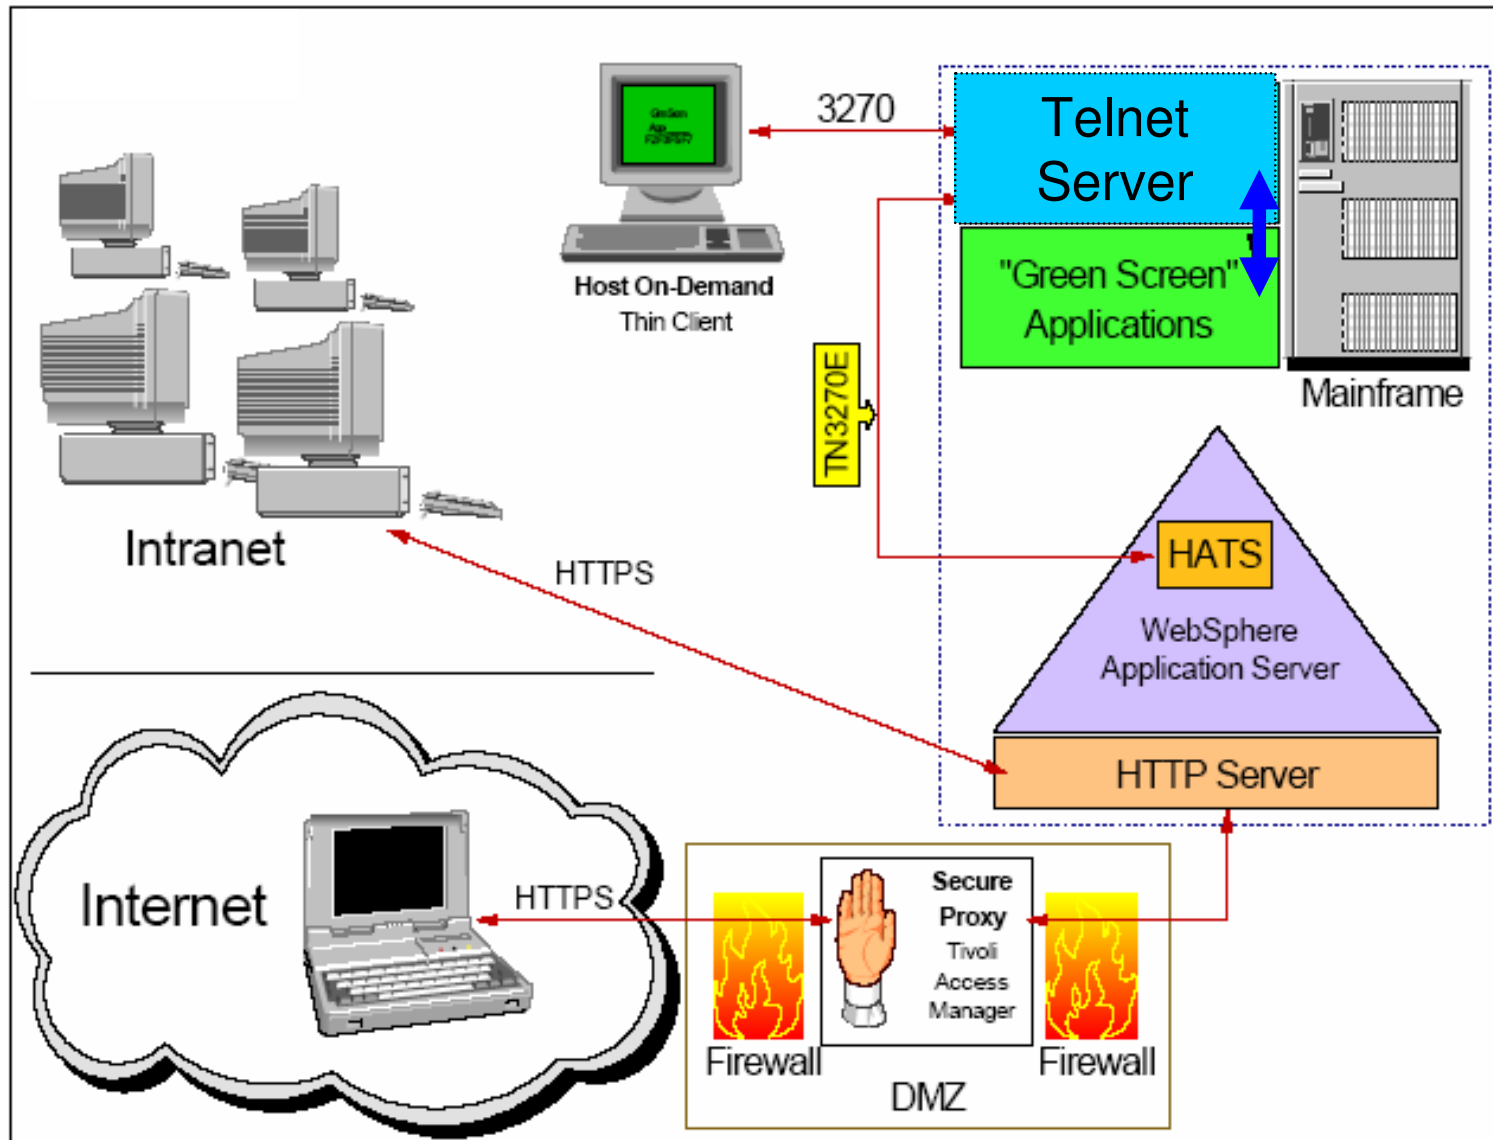 3270
Telnet
Server
"Green Screen"
Applications
Mainframe
Host On-Demand
Thin Client
TN3270E
Intranet
HTTPS
HATS
WebSphere
Application Server
HTTP Server
Internet
HTTPS
Secure
Proxy
Tivoli
Access
Manager
Firewall
Firewall
DMZ